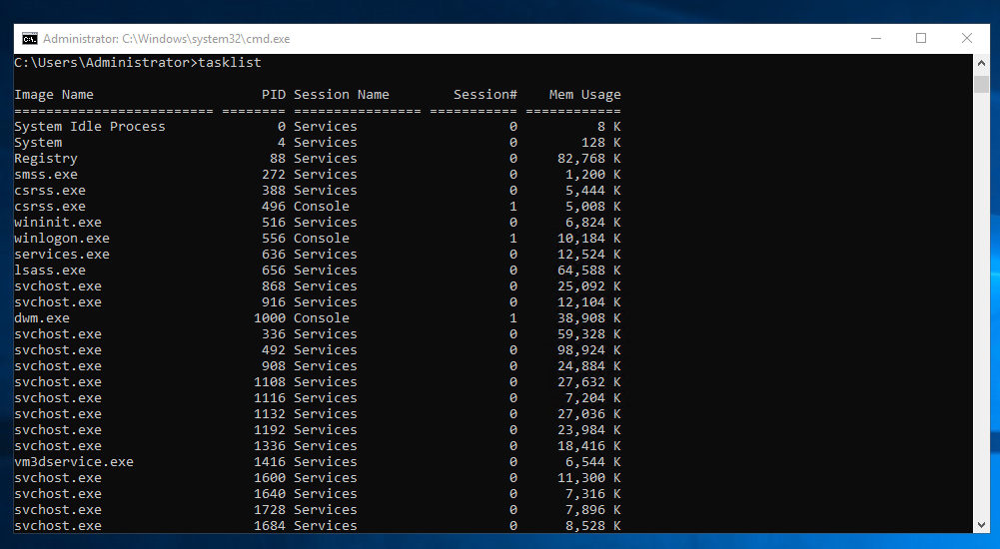 Administrator: C:\Windows\system32\cmd.exe
C:\Users\Administrator>tasklist
Image Name                     PID Session Name        Session#    Mem Usage
========================= ======== ================ =========== ============
System Idle Process              0 Services                   0          8 K
System                           4 Services                   0        128 K
Registry                        88 Services                   0     82,768 K
smss.exe                       272 Services                   0      1,200 K
csrss.exe                      388 Services                   0      5,444 K
csrss.exe                      496 Console                    1      5,008 K
wininit.exe                    516 Services                   0      6,824 K
winlogon.exe                   556 Console                    1     10,184 K
services.exe                   636 Services                   0     12,524 K
lsass.exe                      656 Services                   0     64,588 K
svchost.exe                    868 Services                   0     25,092 K
svchost.exe                    916 Services                   0     12,104 K
dwm.exe                       1000 Console                    1     38,908 K
svchost.exe                    336 Services                   0     59,328 K
svchost.exe                    492 Services                   0     98,924 K
svchost.exe                    908 Services                   0     24,884 K
svchost.exe                   1108 Services                   0     27,632 K
svchost.exe                   1116 Services                   0      7,204 K
svchost.exe                   1132 Services                   0     27,036 K
svchost.exe                   1192 Services                   0     23,984 K
svchost.exe                   1336 Services                   0     18,416 K
vm3dservice.exe               1416 Services                   0      6,544 K
svchost.exe                   1600 Services                   0     11,300 K
svchost.exe                   1640 Services                   0      7,316 K
svchost.exe                   1728 Services                   0      7,896 K
svchost.exe                   1684 Services                   0      8,528 K